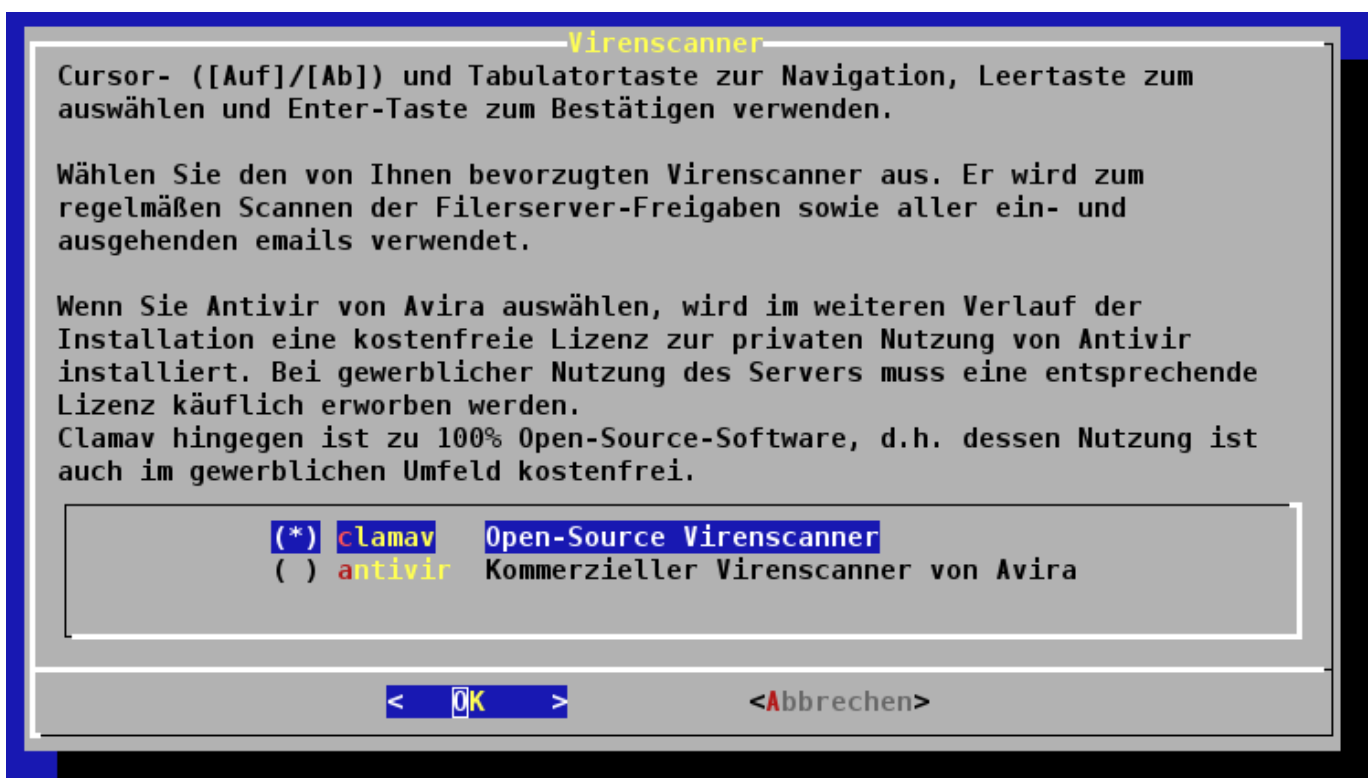 Virenscanner
Cursor- ([Auf]/[Ab]) und Tabulatortaste zur Navigation, Leertaste zum
auswählen und Enter-Taste zum Bestätigen verwenden.
Wählen Sie den von Ihnen bevorzugten Virenscanner aus. Er wird zum
regelmäßen Scannen der Filerserver-Freigaben sowie aller ein- und
ausgehenden emails verwendet.
Wenn Sie Antivir von Avira auswählen, wird im weiteren Verlauf der
Installation eine kostenfreie Lizenz zur privaten Nutzung von Antivir
installiert. Bei gewerblicher Nutzung des Servers muss eine entsprechende
Lizenz käuflich erworben werden.
Clamav hingegen ist zu 100% Open-Source-Software, d.h. dessen Nutzung ist
auch im gewerblichen Umfeld kostenfrei.
(*) clamav Open-Source Virenscanner
( ) antivir Kommerzieller Virenscanner von Avira
< OK > <Abbrechen>